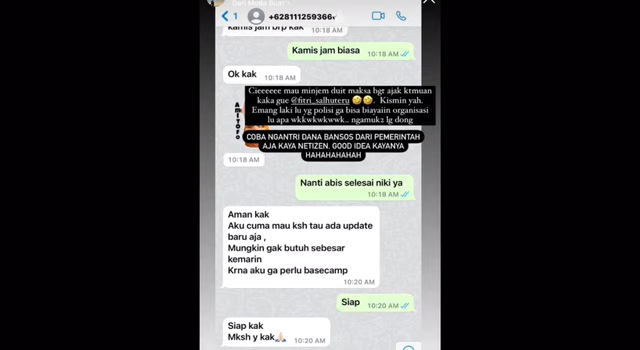 Dari Media Sosial
1
+628111259366
Kamis jam brp kak
10:18 AM
Kamis jam biasa
10:18 AM
Ok kak
10:18 AM
Cieeeeee mau minjem duit maksa bgt ajak ktmuan
kaka gue @fitri_salhuteru 🤣🤣. Kismin yah.
Emang laki lu yg polisi ga bisa biayaiin organisasi
lu apa wkkwkwkwwk.. ngamuk2 lg dong
AMITOFO
COBA NGANTRI DANA BANSOS DARI PEMERINTAH
AJA KAYA NETIZEN. GOOD IDEA KAYANYA
HAHAHAHAHAH
10:18 AM
Nanti abis selesai niki ya
10:18 AM
Aman kak
Aku cuma mau ksh tau ada update
baru aja ,
Mungkin gak butuh sebesar
kemarin
Krna aku ga perlu basecamp
10:20 AM
Siap
10:20 AM
Siap kak
Mksh y kak🙏🏻
10:20 AM